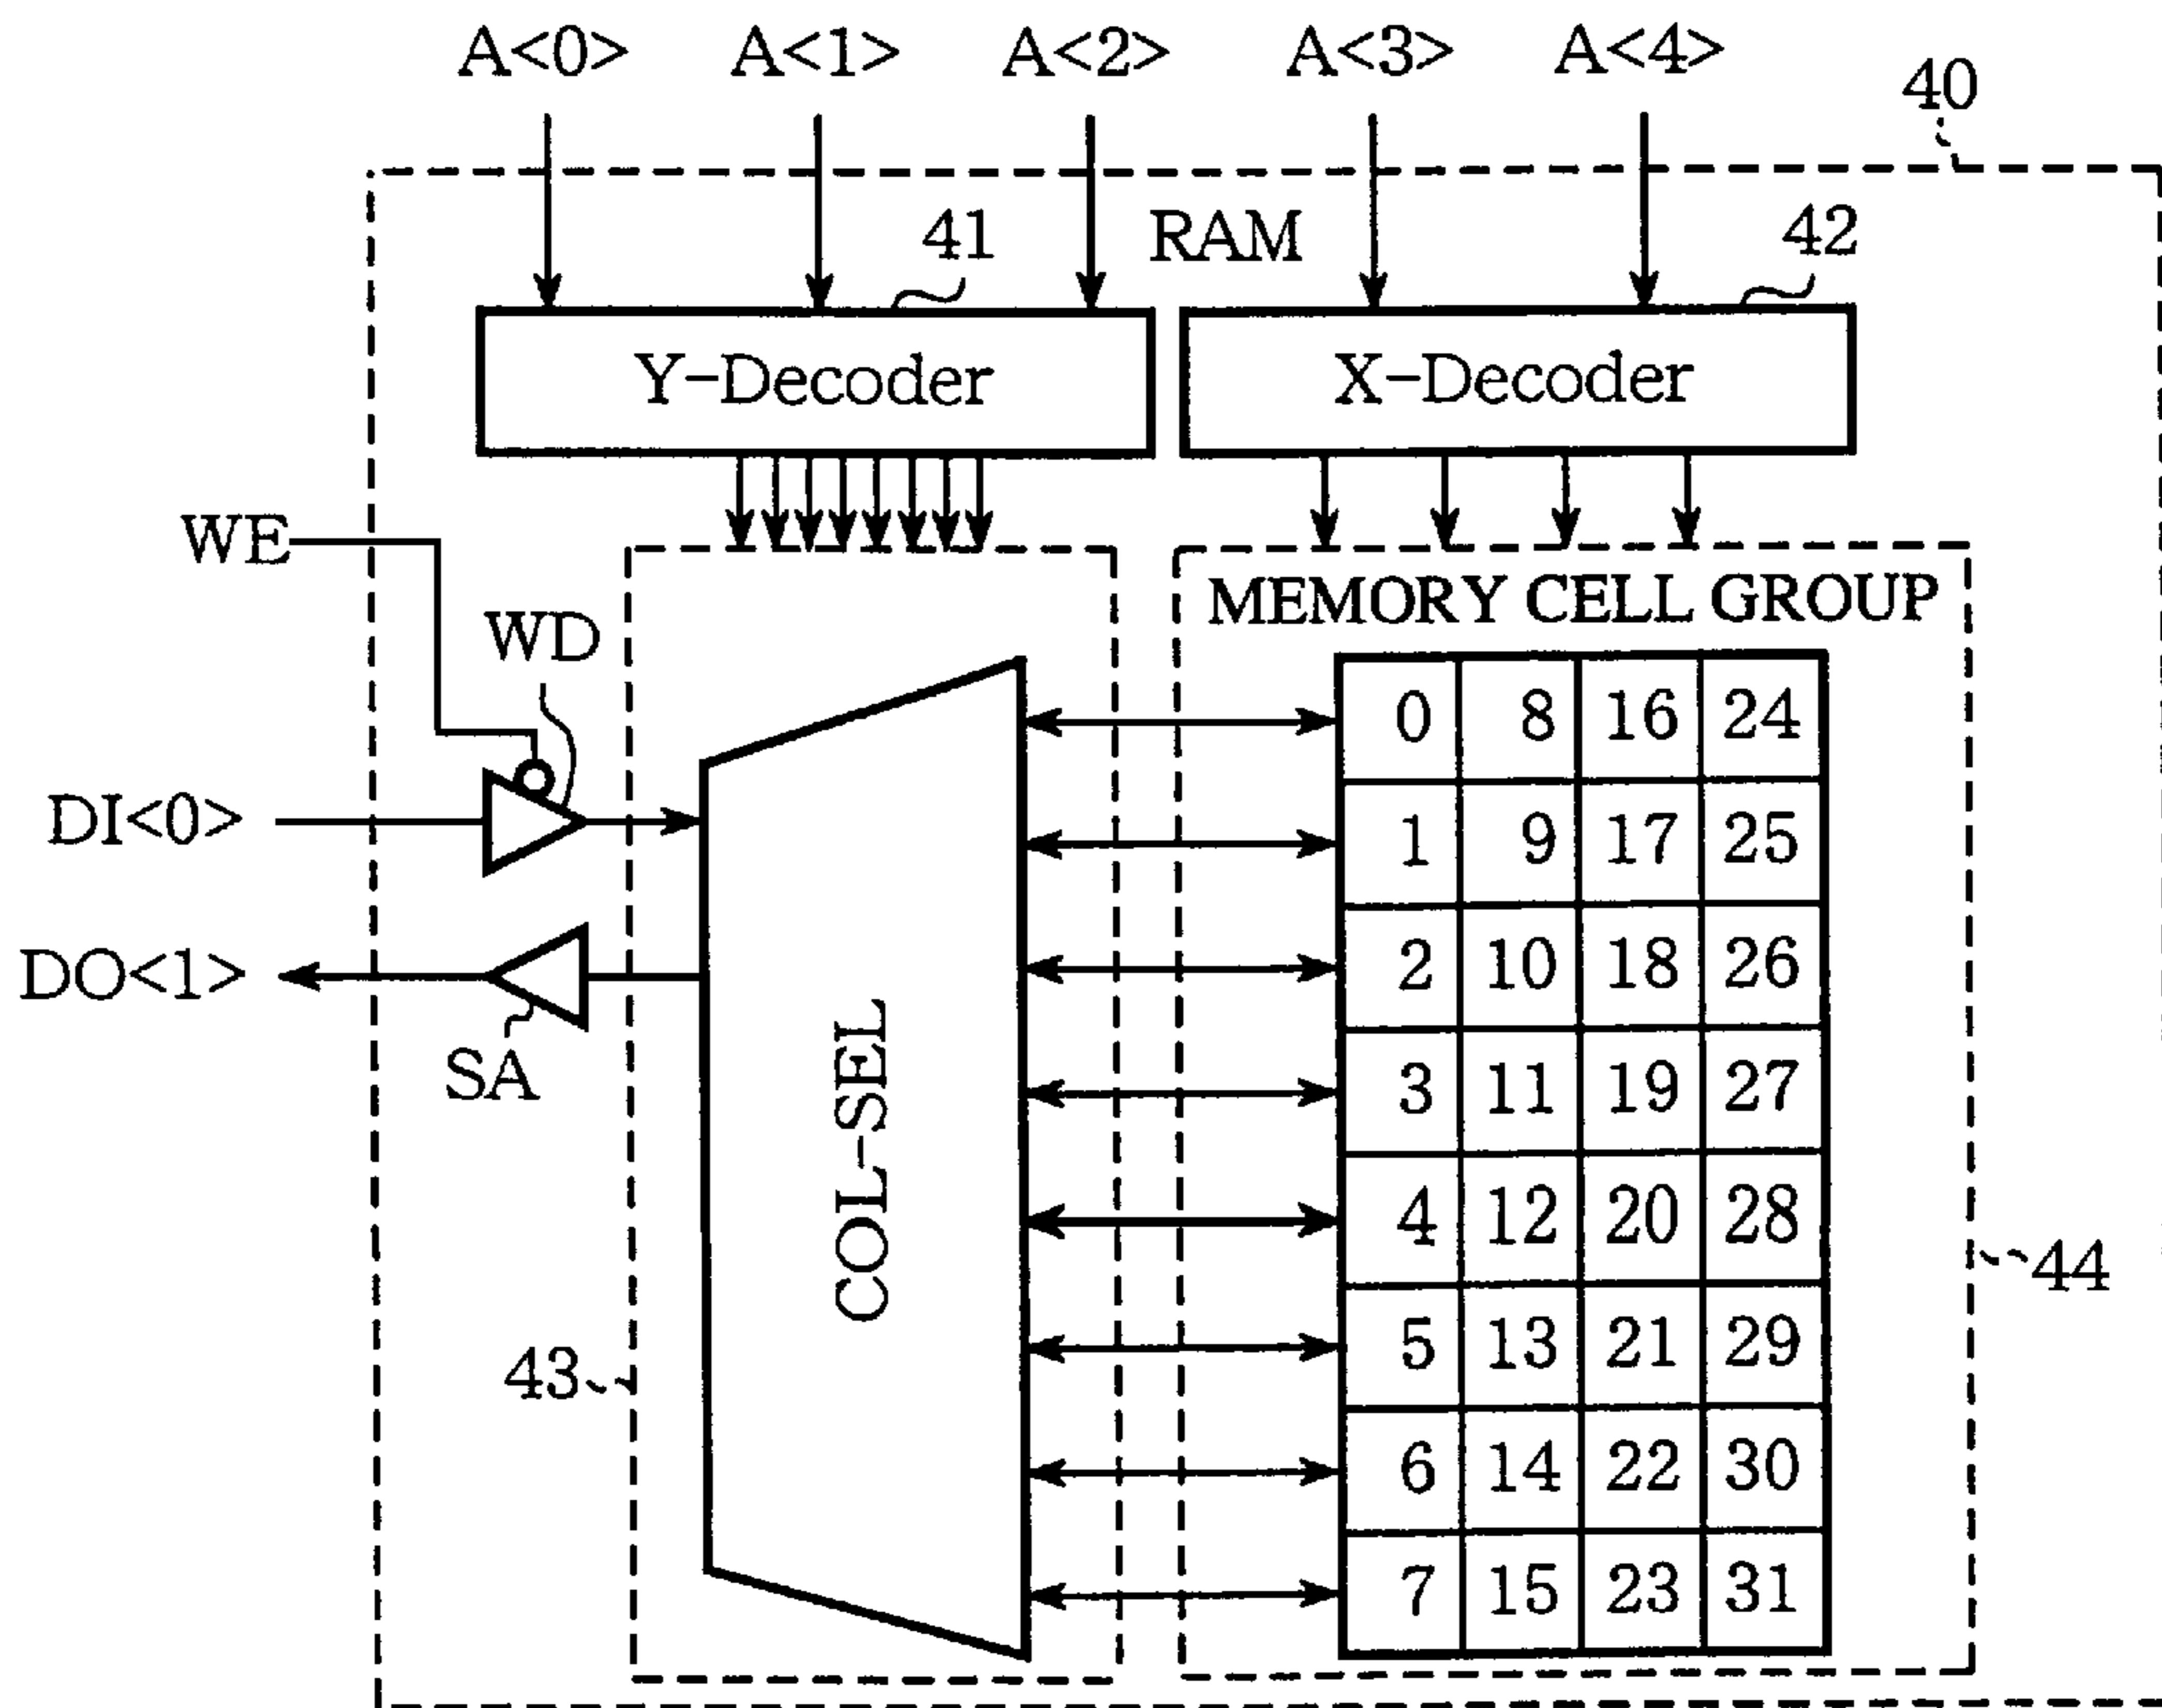 A<0> A<1> A<2> A<3> A<4>
40
RAM
41
42
Y-Decoder
X-Decoder
WE
WD
MEMORY CELL GROUP
DI<0>
DO<1>
SA
COL-SEL
43
44
0 8 16 24
1 9 17 25
2 10 18 26
3 11 19 27
4 12 20 28
5 13 21 29
6 14 22 30
7 15 23 31